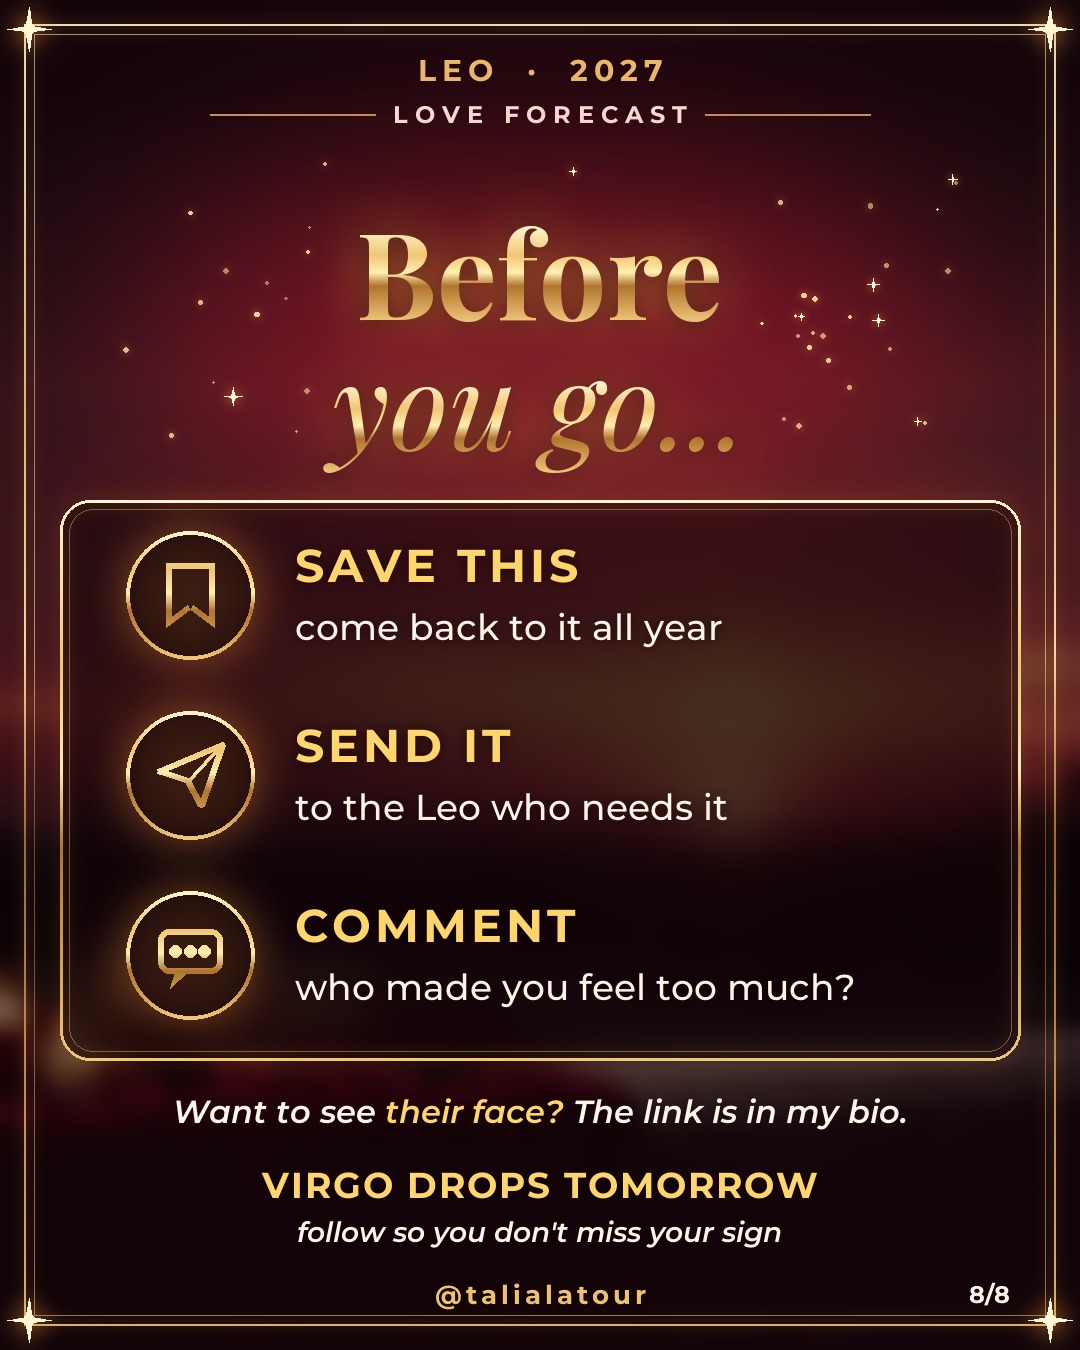 LEO · 2027
LOVE FORECAST
Before
you go...
SAVE THIS
come back to it all year
SEND IT
to the Leo who needs it
COMMENT
who made you feel too much?
Want to see their face? The link is in my bio.
VIRGO DROPS TOMORROW
follow so you don't miss your sign
@talialatour
8/8